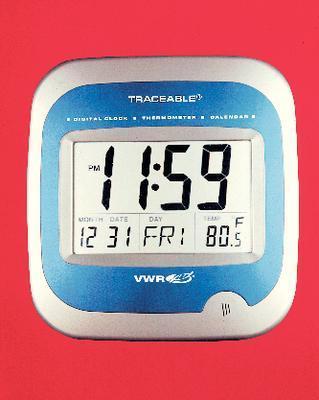 TRACEABLE
DIGITAL CLOCK THERMOMETER CALENDAR
PM 11:59
MONTH DATE DAY TEMP
12 31 FRI 80.5 F
VWR